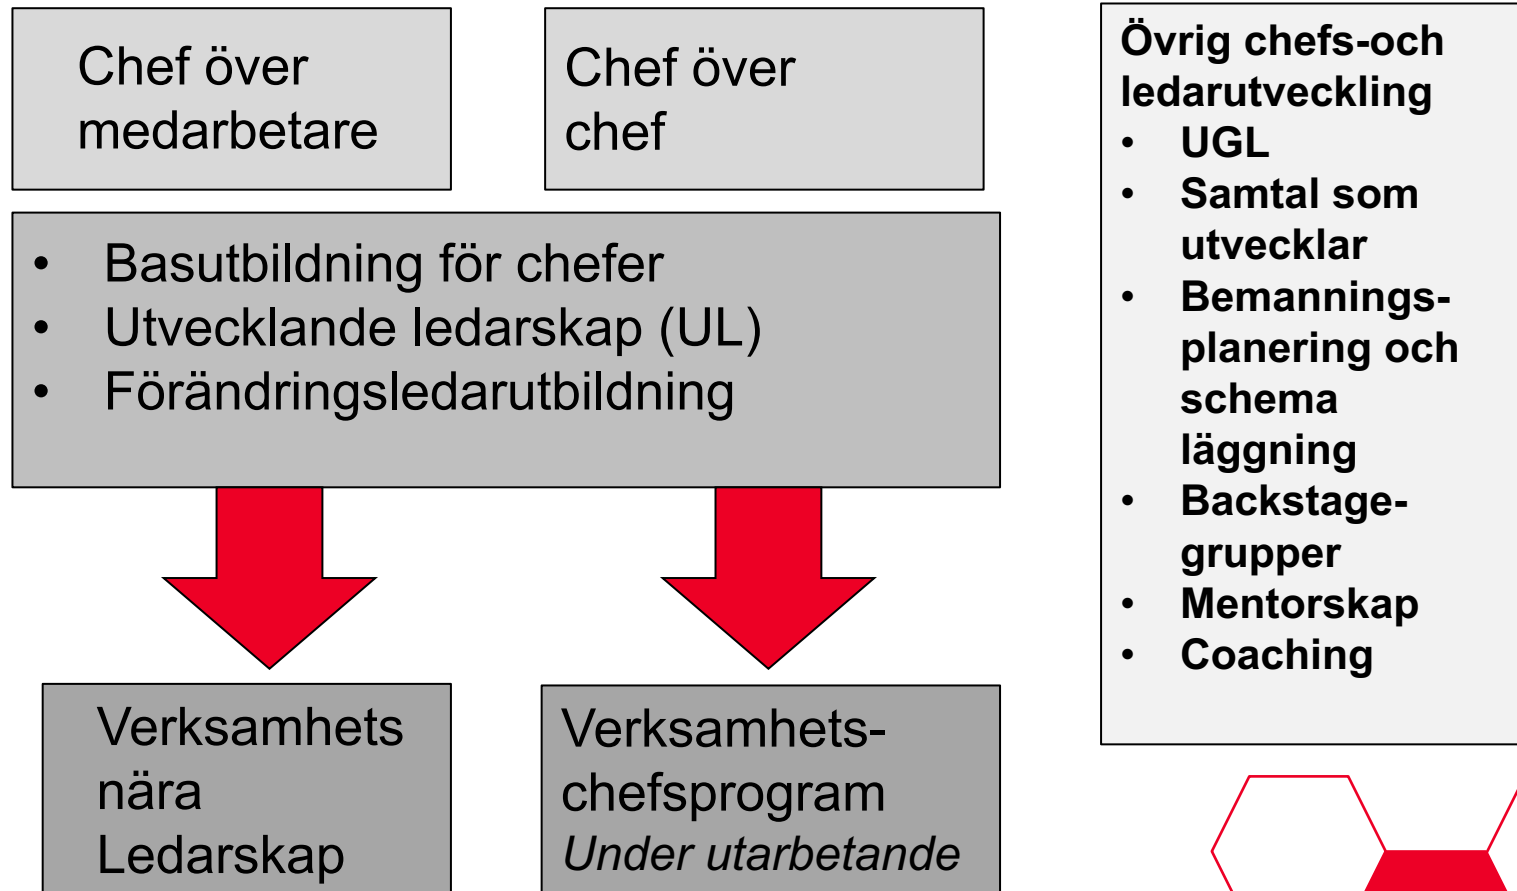 Chef över
medarbetare
Chef över
chef
• Basutbildning för chefer
• Utvecklande ledarskap (UL)
• Förändringsledarutbildning
Verksamhets
nära
Ledarskap
Verksamhets-
chefsprogram
Under utarbetande
Övrig chefs-och
ledarutveckling
• UGL
• Samtal som
utvecklar
• Bemannings-
planering och
schema
läggning
• Backstage-
grupper
• Mentorskap
• Coaching